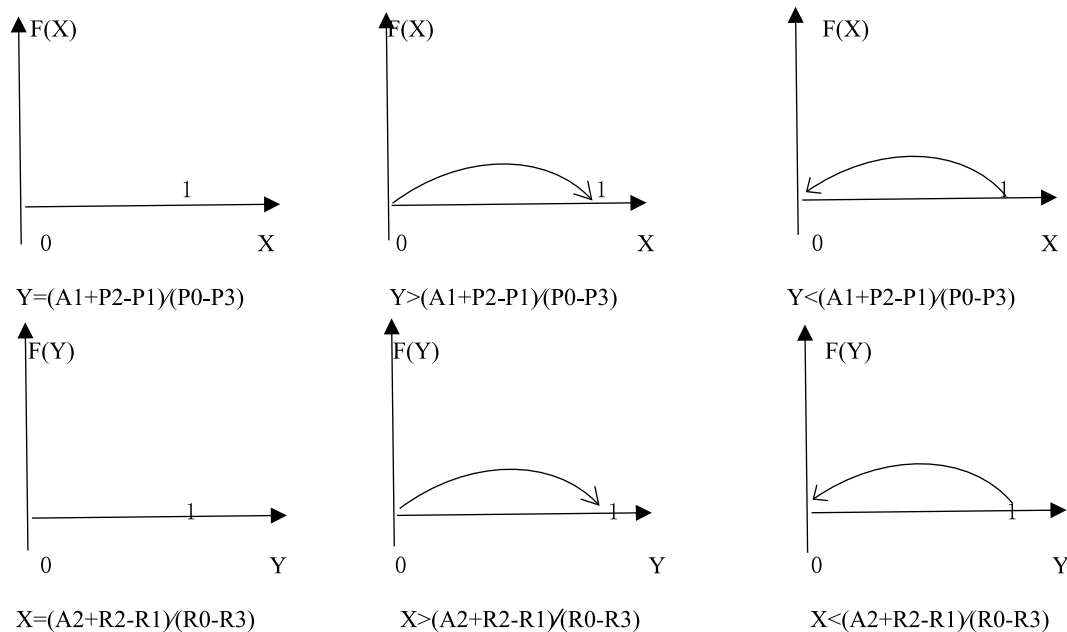 F(X) F(X) F(X)
1 1 1
0 X 0 X 0 X
Y=(A1+P2-P1)/(P0-P3) Y>(A1+P2-P1)/(P0-P3) Y<(A1+P2-P1)/(P0-P3)
F(Y) F(Y) F(Y)
1 1 1
0 Y 0 Y 0 Y
X=(A2+R2-R1)/(R0-R3) X>(A2+R2-R1)/(R0-R3) X<(A2+R2-R1)/(R0-R3)